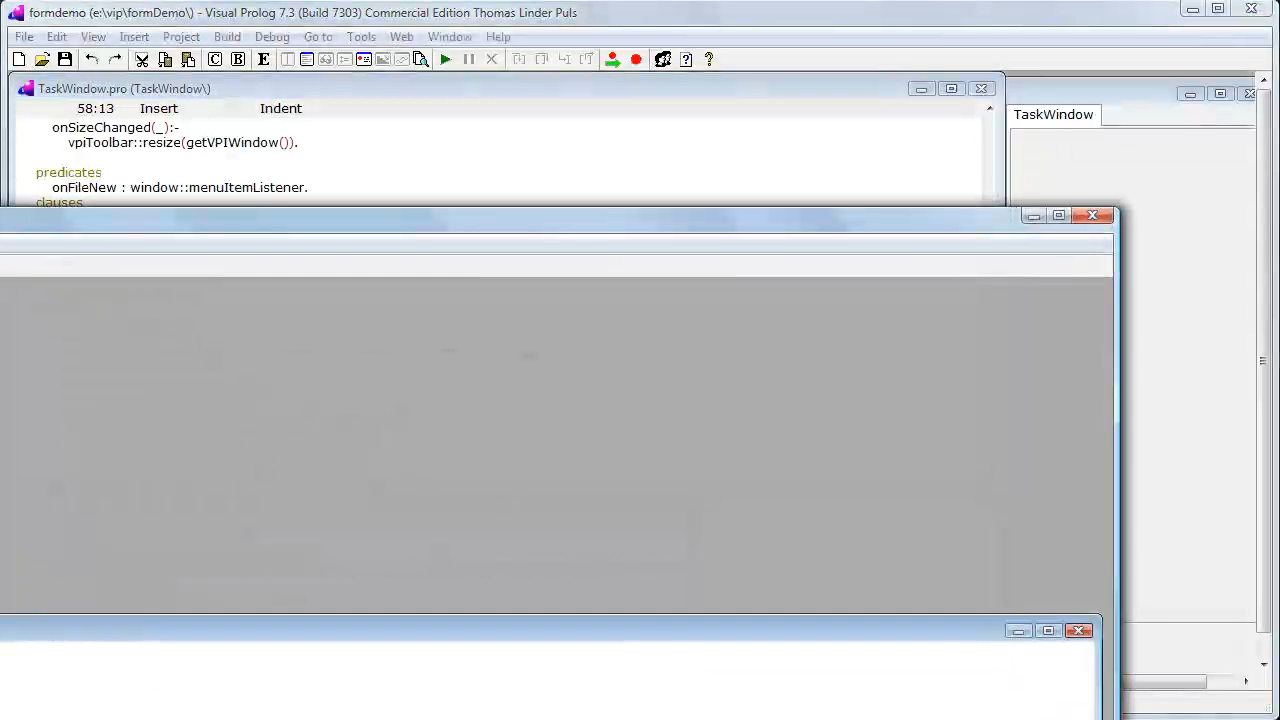 formdemo (e:\vip\formDemo\) - Visual Prolog 7.3 (Build 7303) Commercial Edition Thomas Linder Puls
File Edit View Insert Project Build Debug Go to Tools Web Window Help
TaskWindow.pro (TaskWindow\)
58:13 Insert Indent
TaskWindow
onSizeChanged(_):-
vpiToolbar::resize(getVPIWindow()).
predicates
onFileNew : window::menuItemListener.
clauses